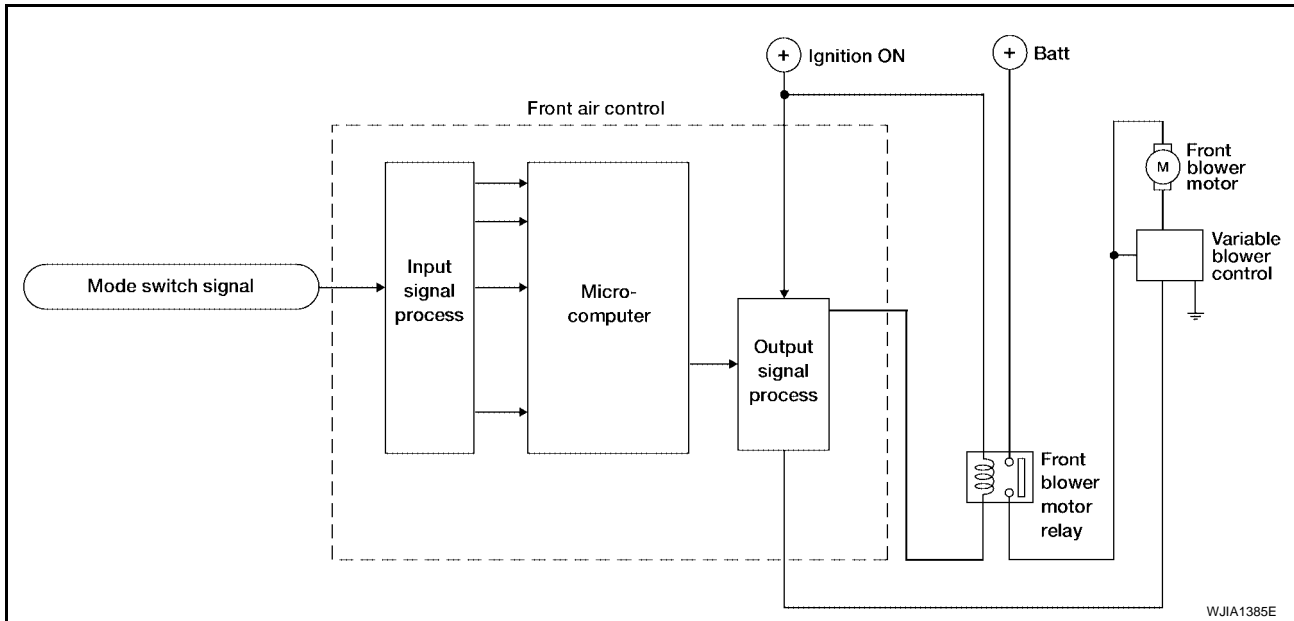 Ignition ON
Batt
Front air control
Front
blower
motor
M
Variable
blower
control
Mode switch signal
Input
signal
process
Micro-
computer
Output
signal
process
Front
blower
motor
relay
WJIA1385E